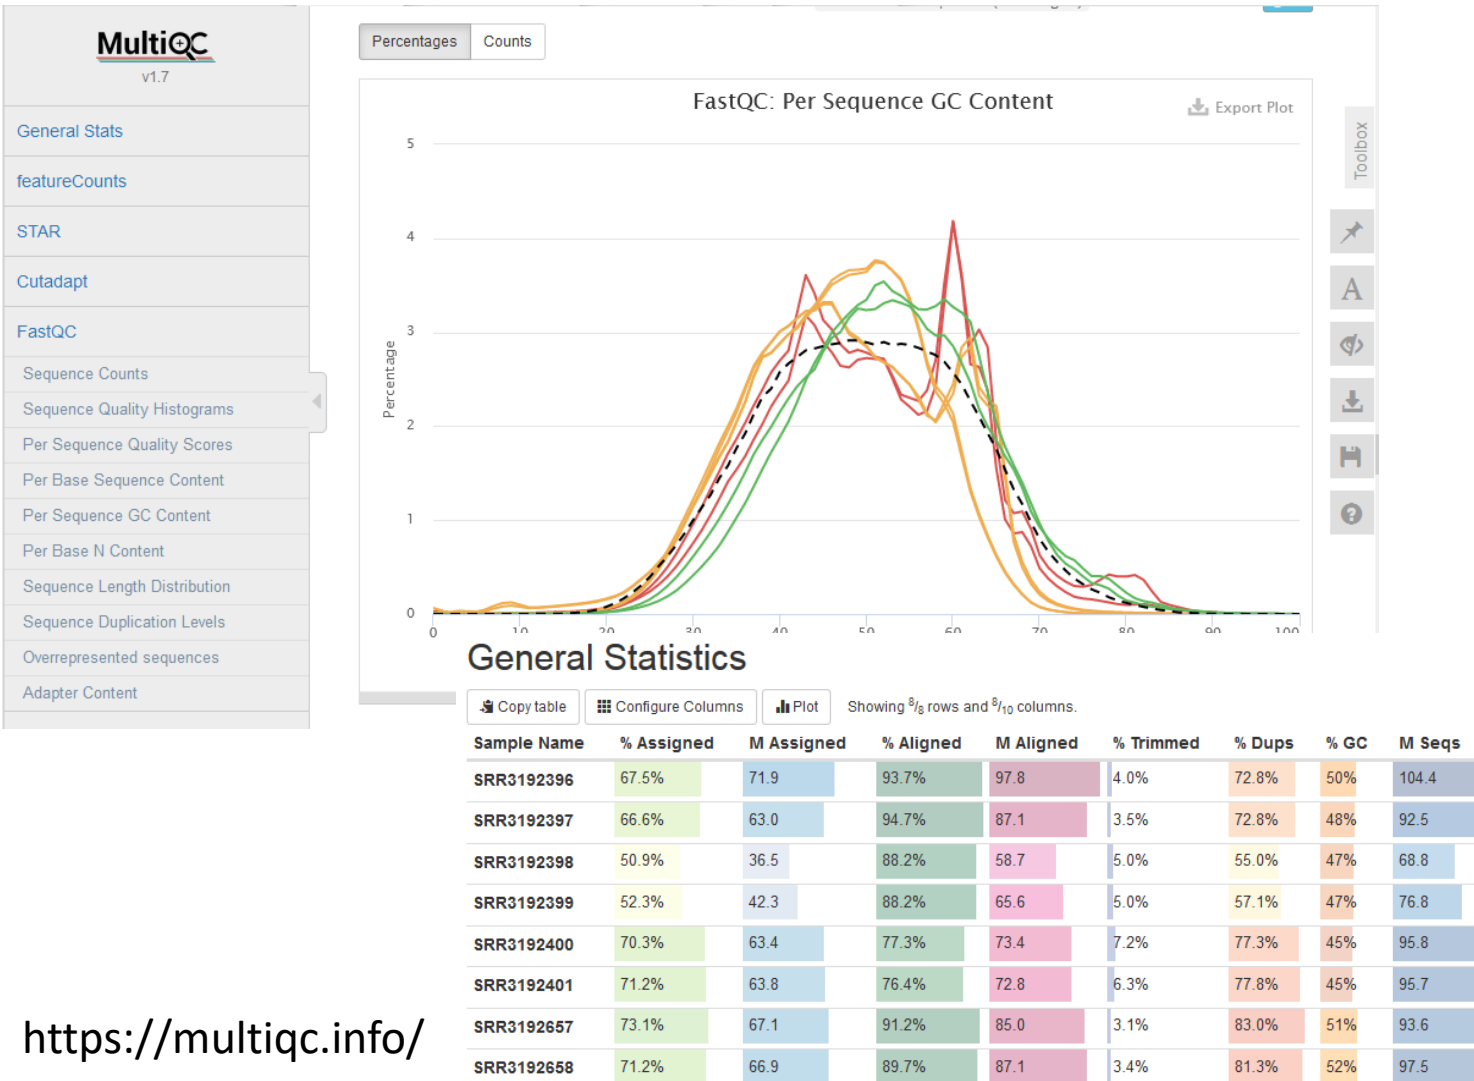 MultiQC
v1.7
General Stats
featureCounts
STAR
Cutadapt
FastQC
Sequence Counts
Sequence Quality Histograms
Per Sequence Quality Scores
Per Base Sequence Content
Per Sequence GC Content
Per Base N Content
Sequence Length Distribution
Sequence Duplication Levels
Overrepresented sequences
Adapter Content
Percentages Counts
FastQC: Per Sequence GC Content
Export Plot
Toolbox
A
Percentage
5
4
3
2
1
0
0 10 20 30 40 50 60 70 80 90 100
General Statistics
Copy table Configure Columns Plot Showing 8/8 rows and 8/10 columns.
Sample Name % Assigned M Assigned % Aligned M Aligned % Trimmed % Dups % GC M Seqs
SRR3192396 67.5% 71.9 93.7% 97.8 4.0% 72.8% 50% 104.4
SRR3192397 66.6% 63.0 94.7% 87.1 3.5% 72.8% 48% 92.5
SRR3192398 50.9% 36.5 88.2% 58.7 5.0% 55.0% 47% 68.8
SRR3192399 52.3% 42.3 88.2% 65.6 5.0% 57.1% 47% 76.8
SRR3192400 70.3% 63.4 77.3% 73.4 7.2% 77.3% 45% 95.8
SRR3192401 71.2% 63.8 76.4% 72.8 6.3% 77.8% 45% 95.7
SRR3192657 73.1% 67.1 91.2% 85.0 3.1% 83.0% 51% 93.6
SRR3192658 71.2% 66.9 89.7% 87.1 3.4% 81.3% 52% 97.5
https://multiqc.info/